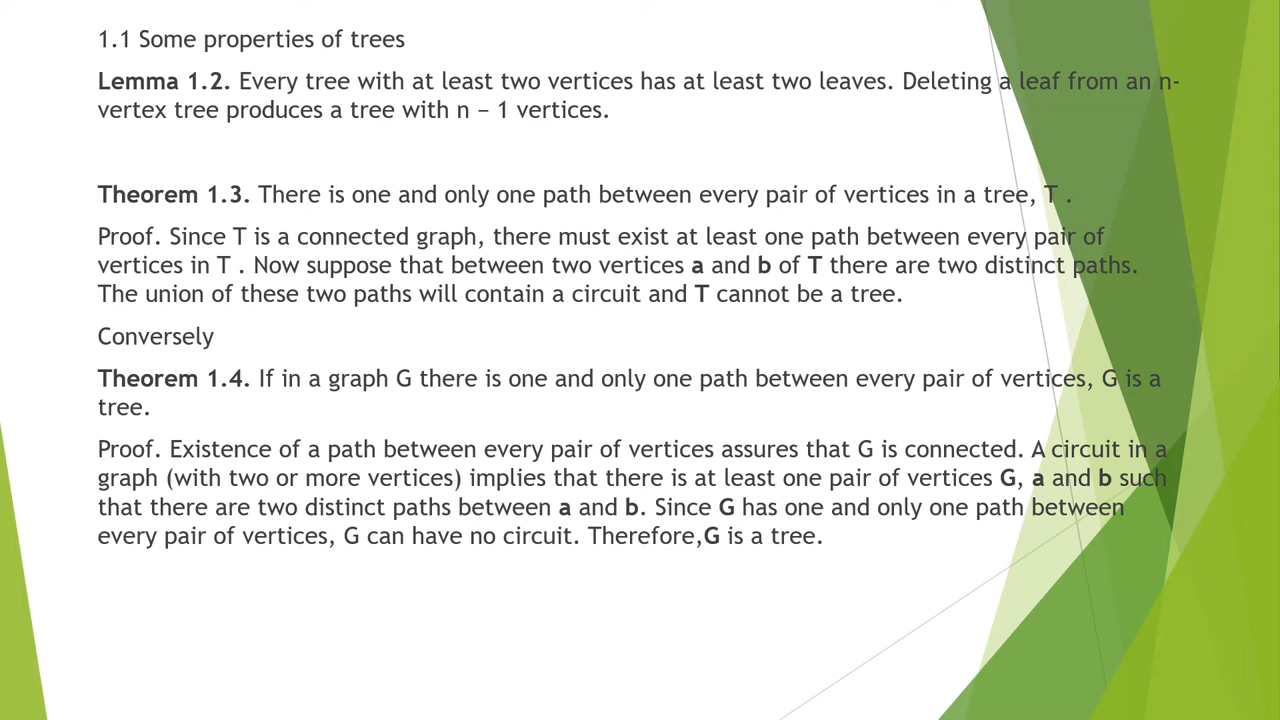 1.1 Some properties of trees
Lemma 1.2. Every tree with at least two vertices has at least two leaves. Deleting a leaf from an n-
vertex tree produces a tree with n − 1 vertices.
Theorem 1.3. There is one and only one path between every pair of vertices in a tree, T .
Proof. Since T is a connected graph, there must exist at least one path between every pair of
vertices in T . Now suppose that between two vertices a and b of T there are two distinct paths.
The union of these two paths will contain a circuit and T cannot be a tree.
Conversely
Theorem 1.4. If in a graph G there is one and only one path between every pair of vertices, G is a
tree.
Proof. Existence of a path between every pair of vertices assures that G is connected. A circuit in a
graph (with two or more vertices) implies that there is at least one pair of vertices G, a and b such
that there are two distinct paths between a and b. Since G has one and only one path between
every pair of vertices, G can have no circuit. Therefore,G is a tree.